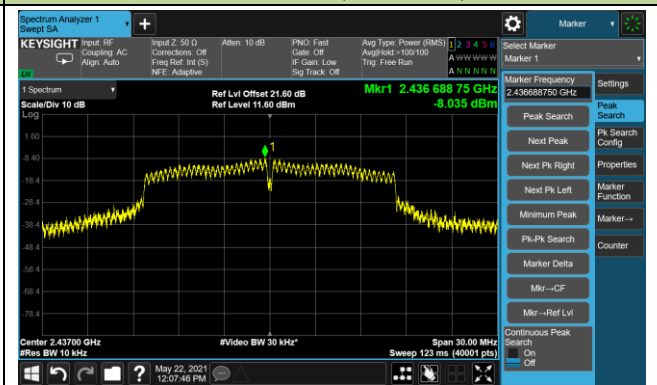 Spectrum Analyzer 1
Swept SA
+
Marker
KEYSIGHT
Input: RF
Coupling: AC
Align: Auto
Input Z: 50 Ω
Corrections: Off
Freq Ref: Int (S)
NFE: Adaptive
Atten: 10 dB
PNO: Fast
Gate: Off
IF Gain: Low
Sig Track: Off
Avg Type: Power (RMS)
Avg|Hold:>100/100
Trig: Free Run
1 2 3 4 5 6
A W W W W W
A N N N N N
Select Marker
Marker 1
1 Spectrum
Scale/Div 10 dB
Log
Ref Lvl Offset 21.60 dB
Ref Level 11.60 dBm
Mkr1 2.436 688 75 GHz
-8.035 dBm
1
1.60
-8.40
-18.4
-28.4
-38.4
-48.4
-58.4
-68.4
-78.4
Center 2.43700 GHz
#Res BW 10 kHz
#Video BW 30 kHz*
Span 30.00 MHz
Sweep 123 ms (40001 pts)
Marker Frequency
2.436688750 GHz
Peak Search
Next Peak
Next Pk Right
Next Pk Left
Minimum Peak
Pk-Pk Search
Marker Delta
Mkr→CF
Mkr→Ref Lvl
Continuous Peak
Search
On
Off
Settings
Peak
Search
Pk Search
Config
Properties
Marker
Function
Marker→
Counter
?
May 22, 2021
12:07:46 PM